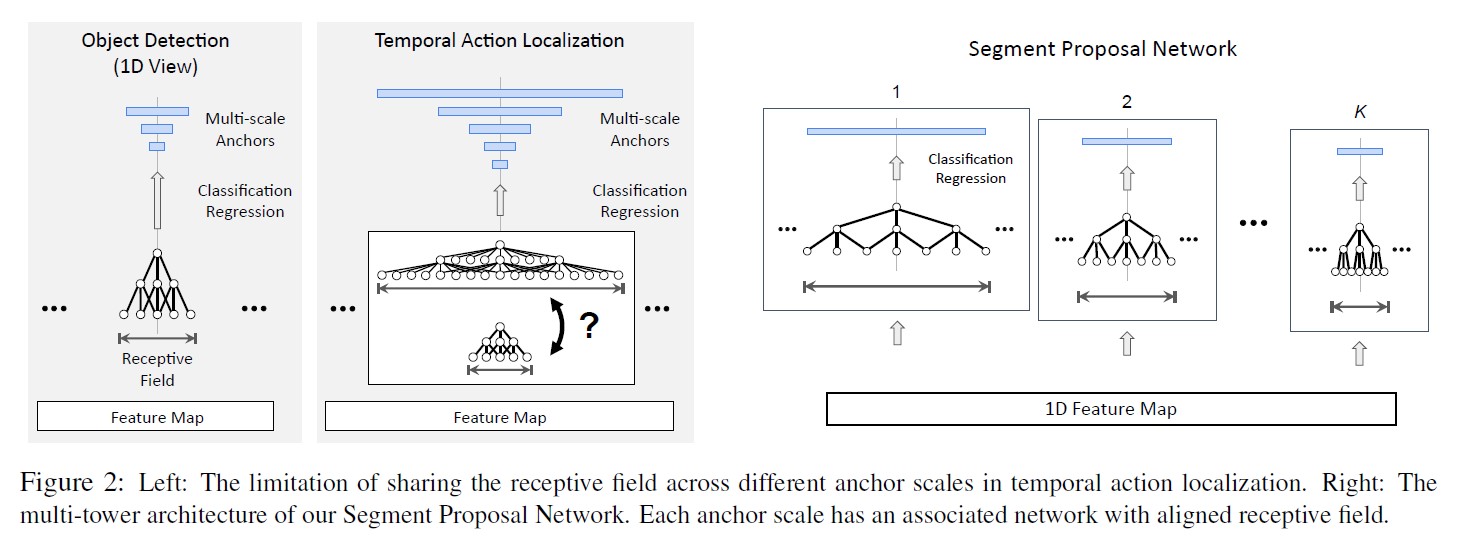 Object Detection
(1D View)
Multi-scale
Anchors
Classification
Regression
•••
•••
Receptive
Field
Feature Map
Temporal Action Localization
Multi-scale
Anchors
Classification
Regression
•••
•••
?
Feature Map
Segment Proposal Network
1
Classification
Regression
•••
•••
2
•••
•••
•••
K
•••
•••
1D Feature Map
Figure 2: Left: The limitation of sharing the receptive field across different anchor scales in temporal action localization. Right: The
multi-tower architecture of our Segment Proposal Network. Each anchor scale has an associated network with aligned receptive field.